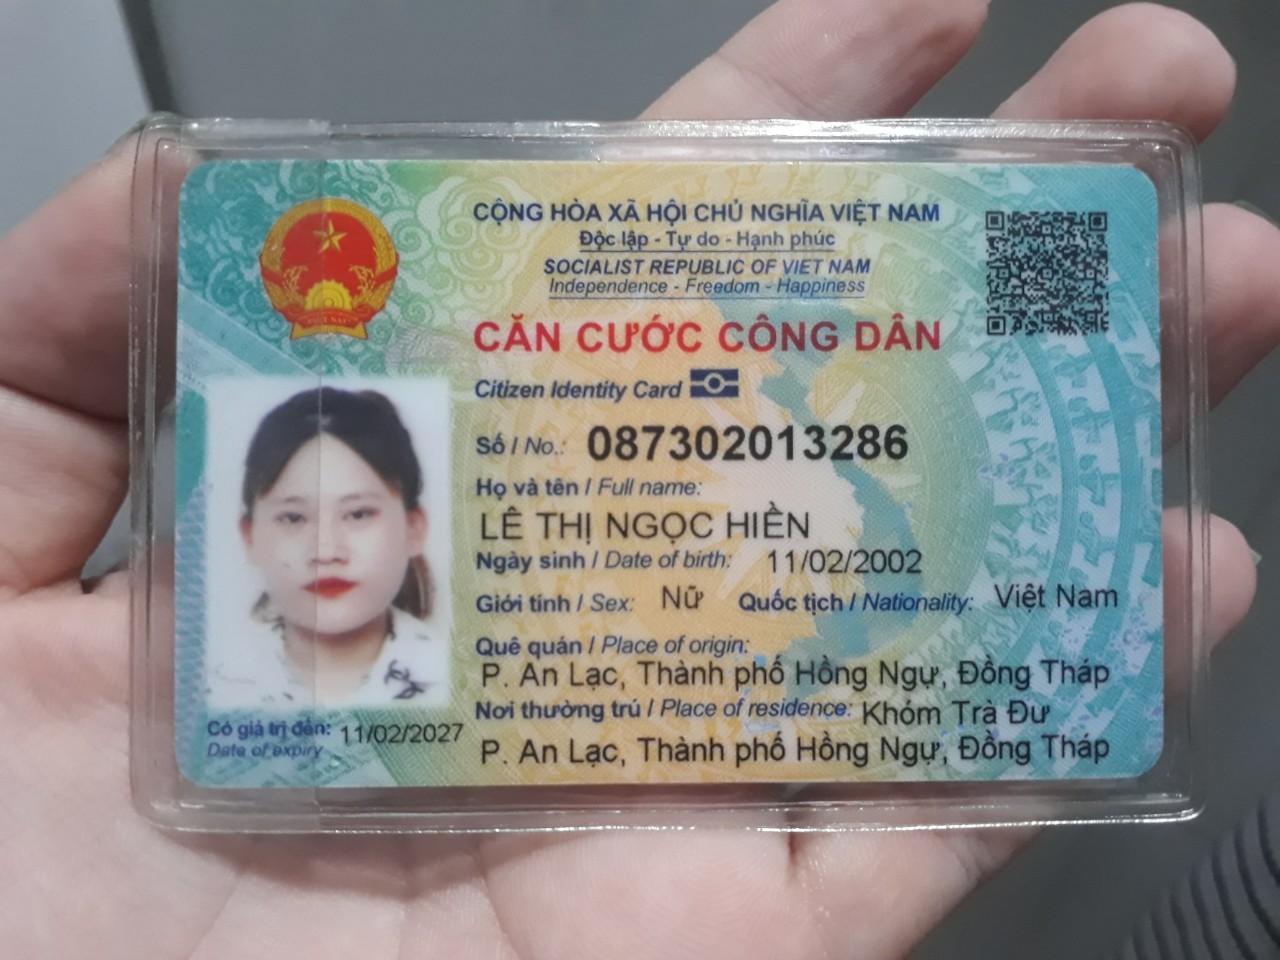 CỘNG HÒA XÃ HỘI CHỦ NGHĨA VIỆT NAM
Độc lập - Tự do - Hạnh phúc
SOCIALIST REPUBLIC OF VIET NAM
Independence - Freedom - Happiness
CĂN CƯỚC CÔNG DÂN
Citizen Identity Card
Số / No.: 087302013286
Họ và tên / Full name:
LÊ THỊ NGỌC HIỀN
Ngày sinh / Date of birth: 11/02/2002
Giới tính / Sex: Nữ Quốc tịch / Nationality: Việt Nam
Quê quán / Place of origin:
P. An Lạc, Thành phố Hồng Ngự, Đồng Tháp
Nơi thường trú / Place of residence: Khóm Trà Đư
P. An Lạc, Thành phố Hồng Ngự, Đồng Tháp
Có giá trị đến: 11/02/2027
Date of expiry